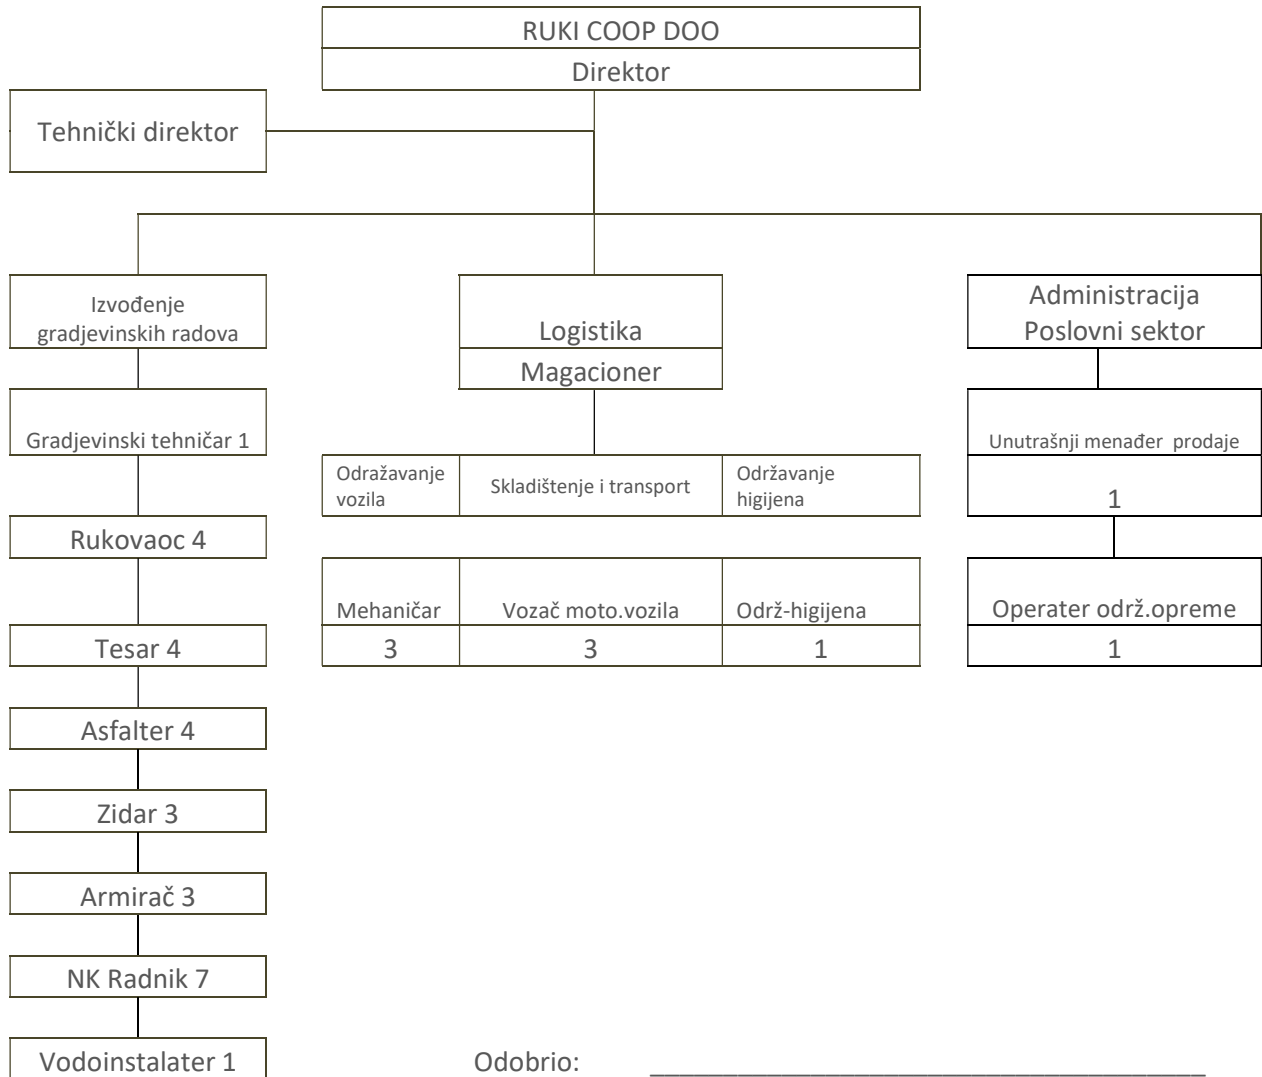 RUKI COOP DOO
Direktor
Tehnički direktor
Izvođenje
gradjevinskih radova
Logistika
Magacioner
Administracija
Poslovni sektor
Gradjevinski tehničar 1
Unutrašnji menađer prodaje
1
Odražavanje
vozila
Skladištenje i transport
Održavanje
higijena
Rukovaoc 4
Mehaničar
Vozač moto.vozila
Održ-higijena
Operater održ.opreme
Tesar 4
3
3
1
1
Asfalter 4
Zidar 3
Armirač 3
NK Radnik 7
Vodoinstalater 1
Odobrio: ____________________________________